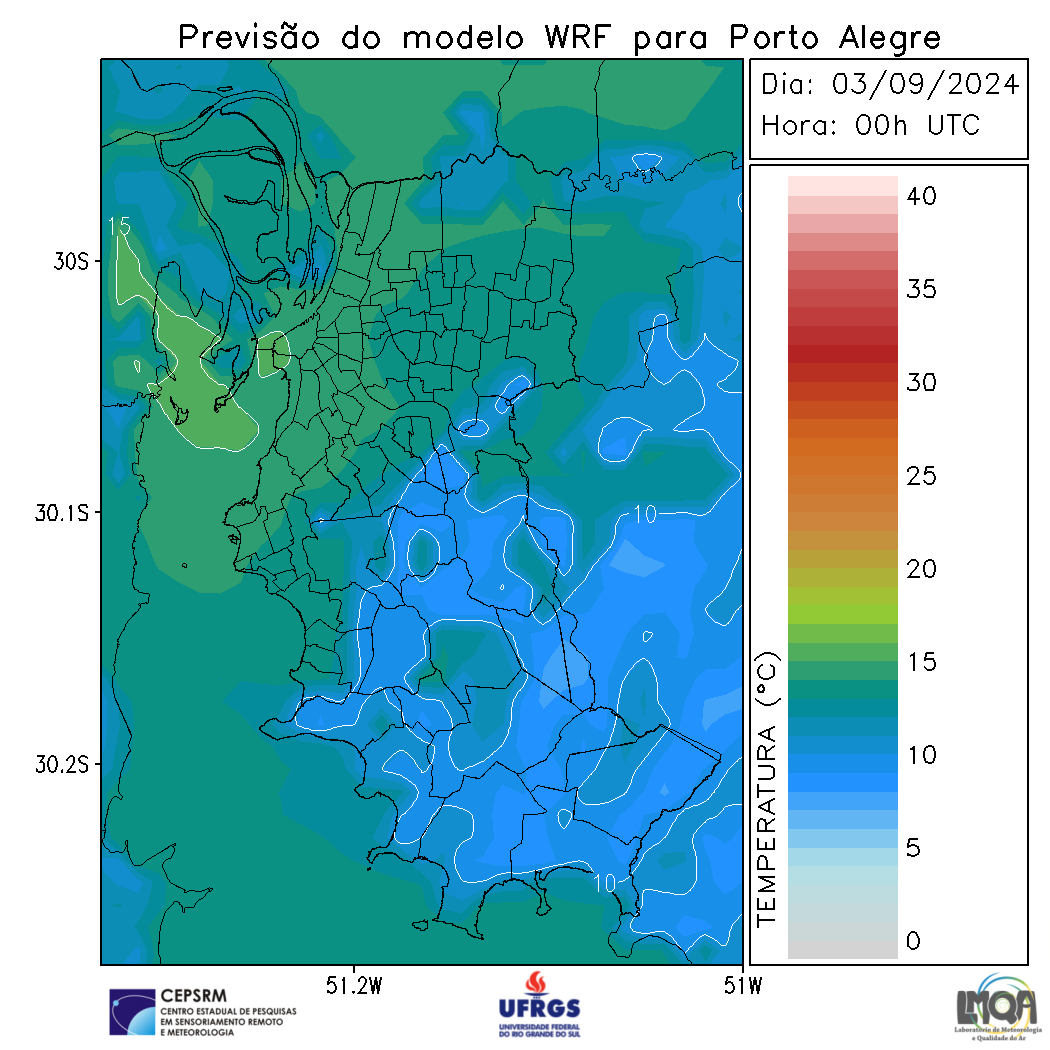 Previsão do modelo WRF para Porto Alegre
Dia: 03/09/2024
Hora: 00h UTC
40
35
30
25
20
15
10
5
0
TEMPERATURA (°C)
15
10
10
30S
30.1S
30.2S
51.2W
51W
CEPSRM
CENTRO ESTADUAL DE PESQUISAS
EM SENSORIAMENTO REMOTO
E METEOROLOGIA
UFRGS
UNIVERSIDADE FEDERAL
DO RIO GRANDE DO SUL
LMQA
Laboratório de Meteorologia
e Qualidade do Ar